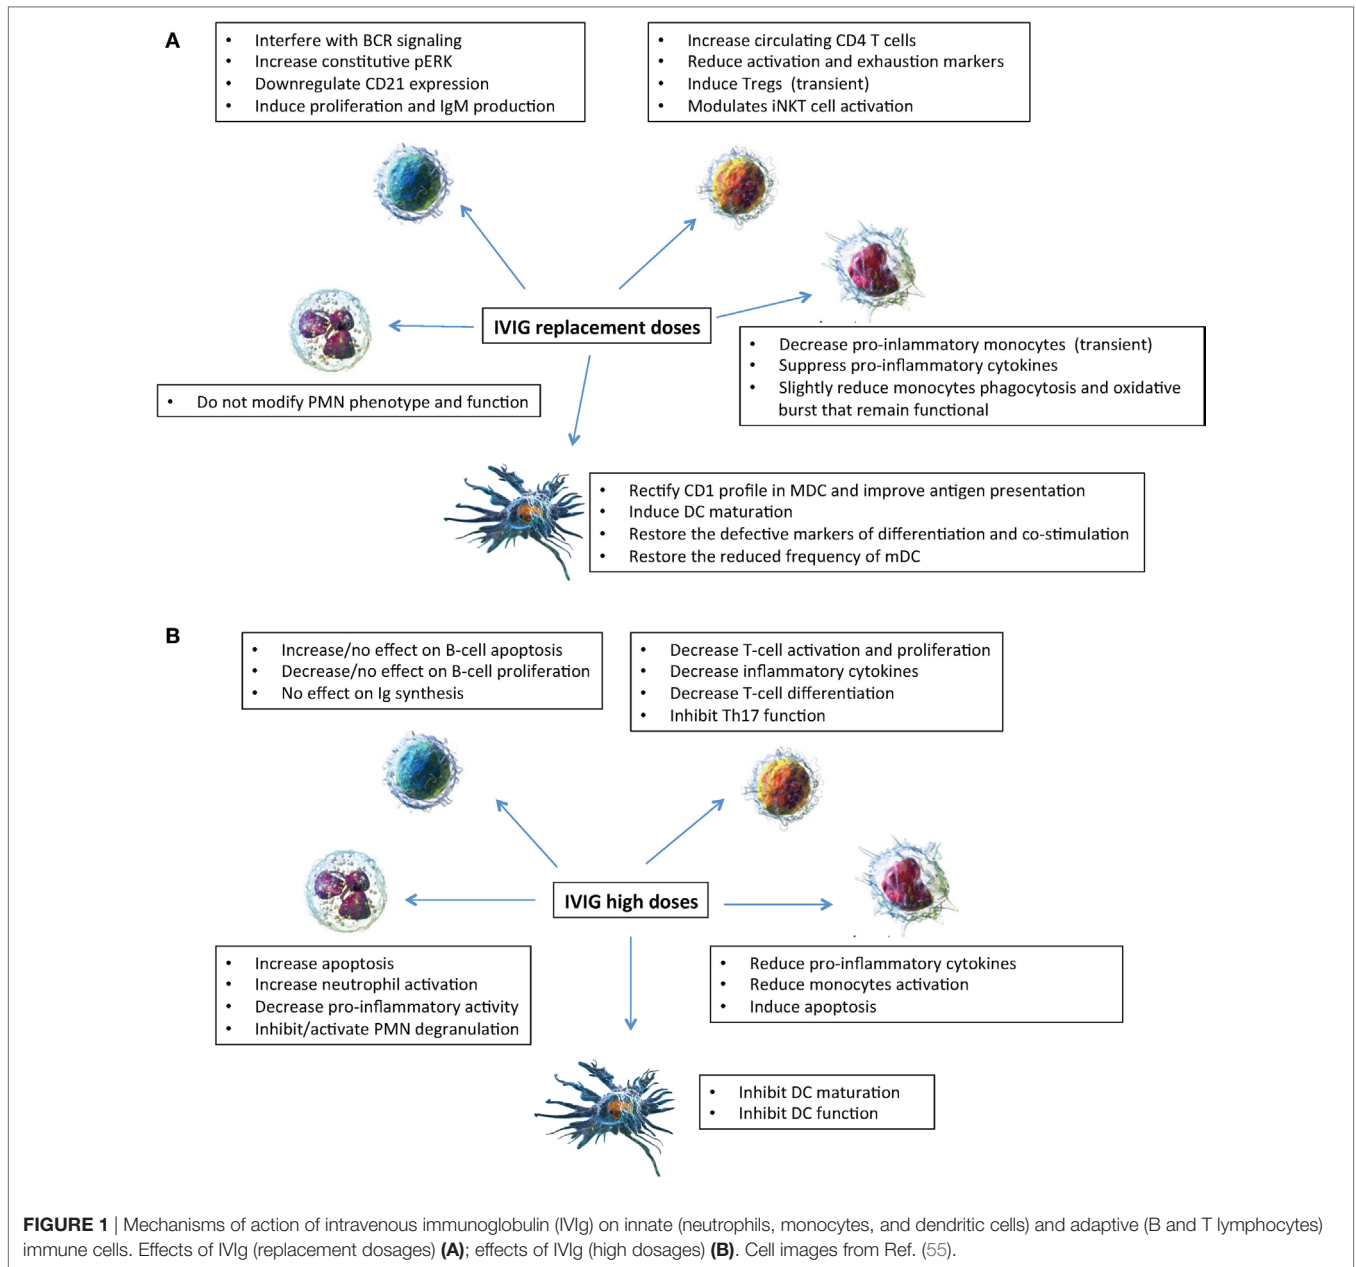 A
• Interfere with BCR signaling
• Increase constitutive pERK
• Downregulate CD21 expression
• Induce proliferation and IgM production
• Increase circulating CD4 T cells
• Reduce activation and exhaustion markers
• Induce Tregs (transient)
• Modulates iNKT cell activation
IVIG replacement doses
• Do not modify PMN phenotype and function
• Decrease pro-inlammatory monocytes (transient)
• Suppress pro-inflammatory cytokines
• Slightly reduce monocytes phagocytosis and oxidative
burst that remain functional
• Rectify CD1 profile in MDC and improve antigen presentation
• Induce DC maturation
• Restore the defective markers of differentiation and co-stimulation
• Restore the reduced frequency of mDC
B
• Increase/no effect on B-cell apoptosis
• Decrease/no effect on B-cell proliferation
• No effect on Ig synthesis
• Decrease T-cell activation and proliferation
• Decrease inflammatory cytokines
• Decrease T-cell differentiation
• Inhibit Th17 function
IVIG high doses
• Increase apoptosis
• Increase neutrophil activation
• Decrease pro-inflammatory activity
• Inhibit/activate PMN degranulation
• Reduce pro-inflammatory cytokines
• Reduce monocytes activation
• Induce apoptosis
• Inhibit DC maturation
• Inhibit DC function
FIGURE 1 | Mechanisms of action of intravenous immunoglobulin (IVIg) on innate (neutrophils, monocytes, and dendritic cells) and adaptive (B and T lymphocytes)
immune cells. Effects of IVIg (replacement dosages) (A); effects of IVIg (high dosages) (B). Cell images from Ref. (55).